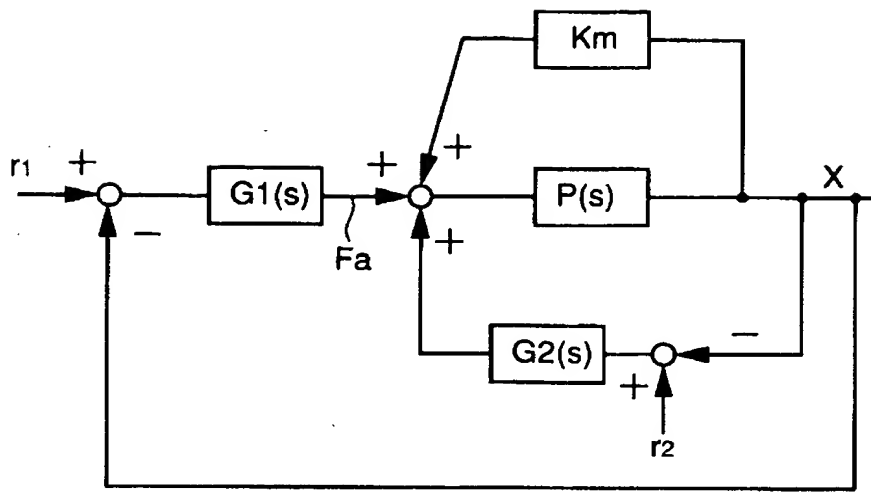 Km
+
r1
+
G1(s)
+
+
P(s)
X
−
Fa
+
G2(s)
−
+
r2